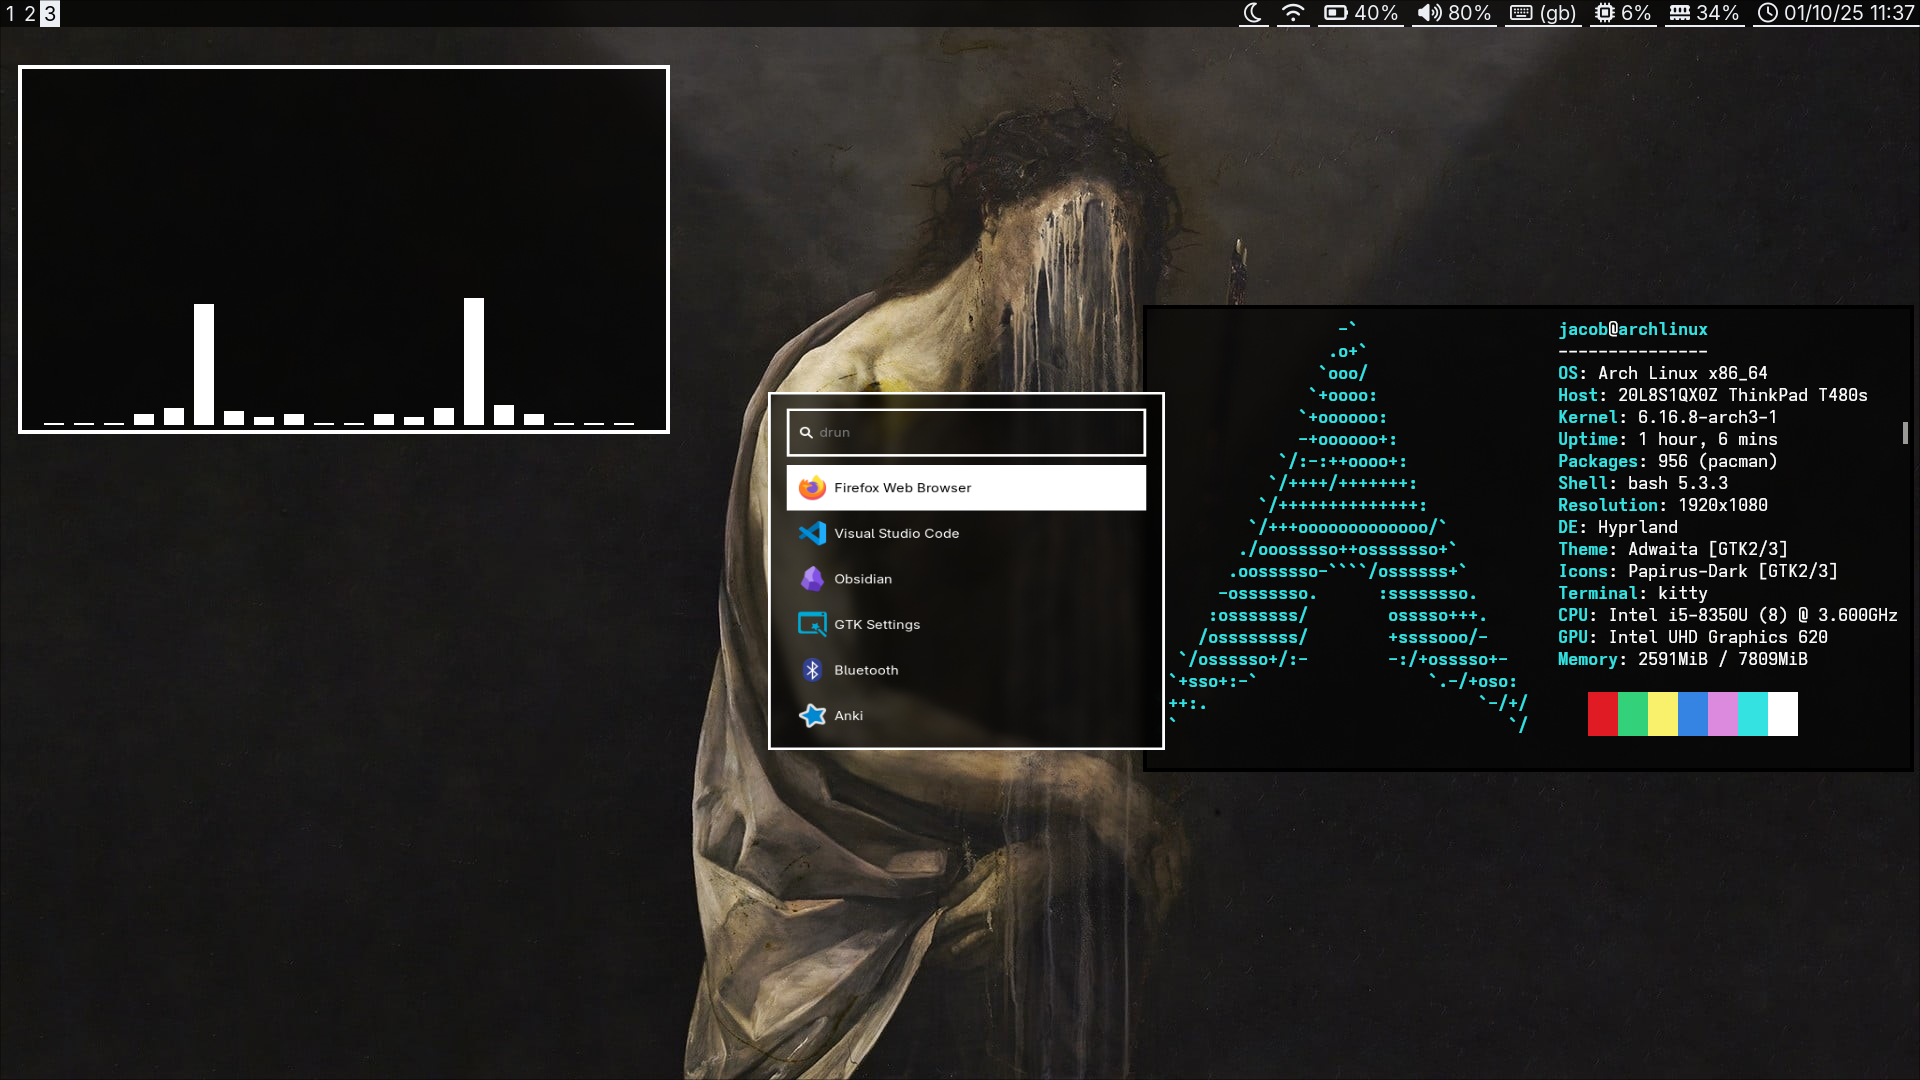 1 2 3
40% 80% (gb) 6% 34% 01/10/25 11:37
drun
Firefox Web Browser
Visual Studio Code
Obsidian
GTK Settings
Bluetooth
Anki
-`
.o+`
`ooo/
`+oooo:
`+oooooo:
-+oooooo+:
`/:-:++oooo+:
`/++++/+++++++:
`/++++++++++++++:
`/+++ooooooooooooo/`
./ooosssso++osssssso+`
.oossssso-````/ossssss+`
-osssssso.      :ssssssso.
:osssssss/        osssso+++.
/ossssssss/        +ssssooo/-
`/ossssso+/:-        -:/+osssso+-
`+sso+:-`                 `.-/+oso:
++:.                           `-/+/
`                                 `/
jacob@archlinux
---------------
OS: Arch Linux x86_64
Host: 20L8S1QX0Z ThinkPad T480s
Kernel: 6.16.8-arch3-1
Uptime: 1 hour, 6 mins
Packages: 956 (pacman)
Shell: bash 5.3.3
Resolution: 1920x1080
DE: Hyprland
Theme: Adwaita [GTK2/3]
Icons: Papirus-Dark [GTK2/3]
Terminal: kitty
CPU: Intel i5-8350U (8) @ 3.600GHz
GPU: Intel UHD Graphics 620
Memory: 2591MiB / 7809MiB